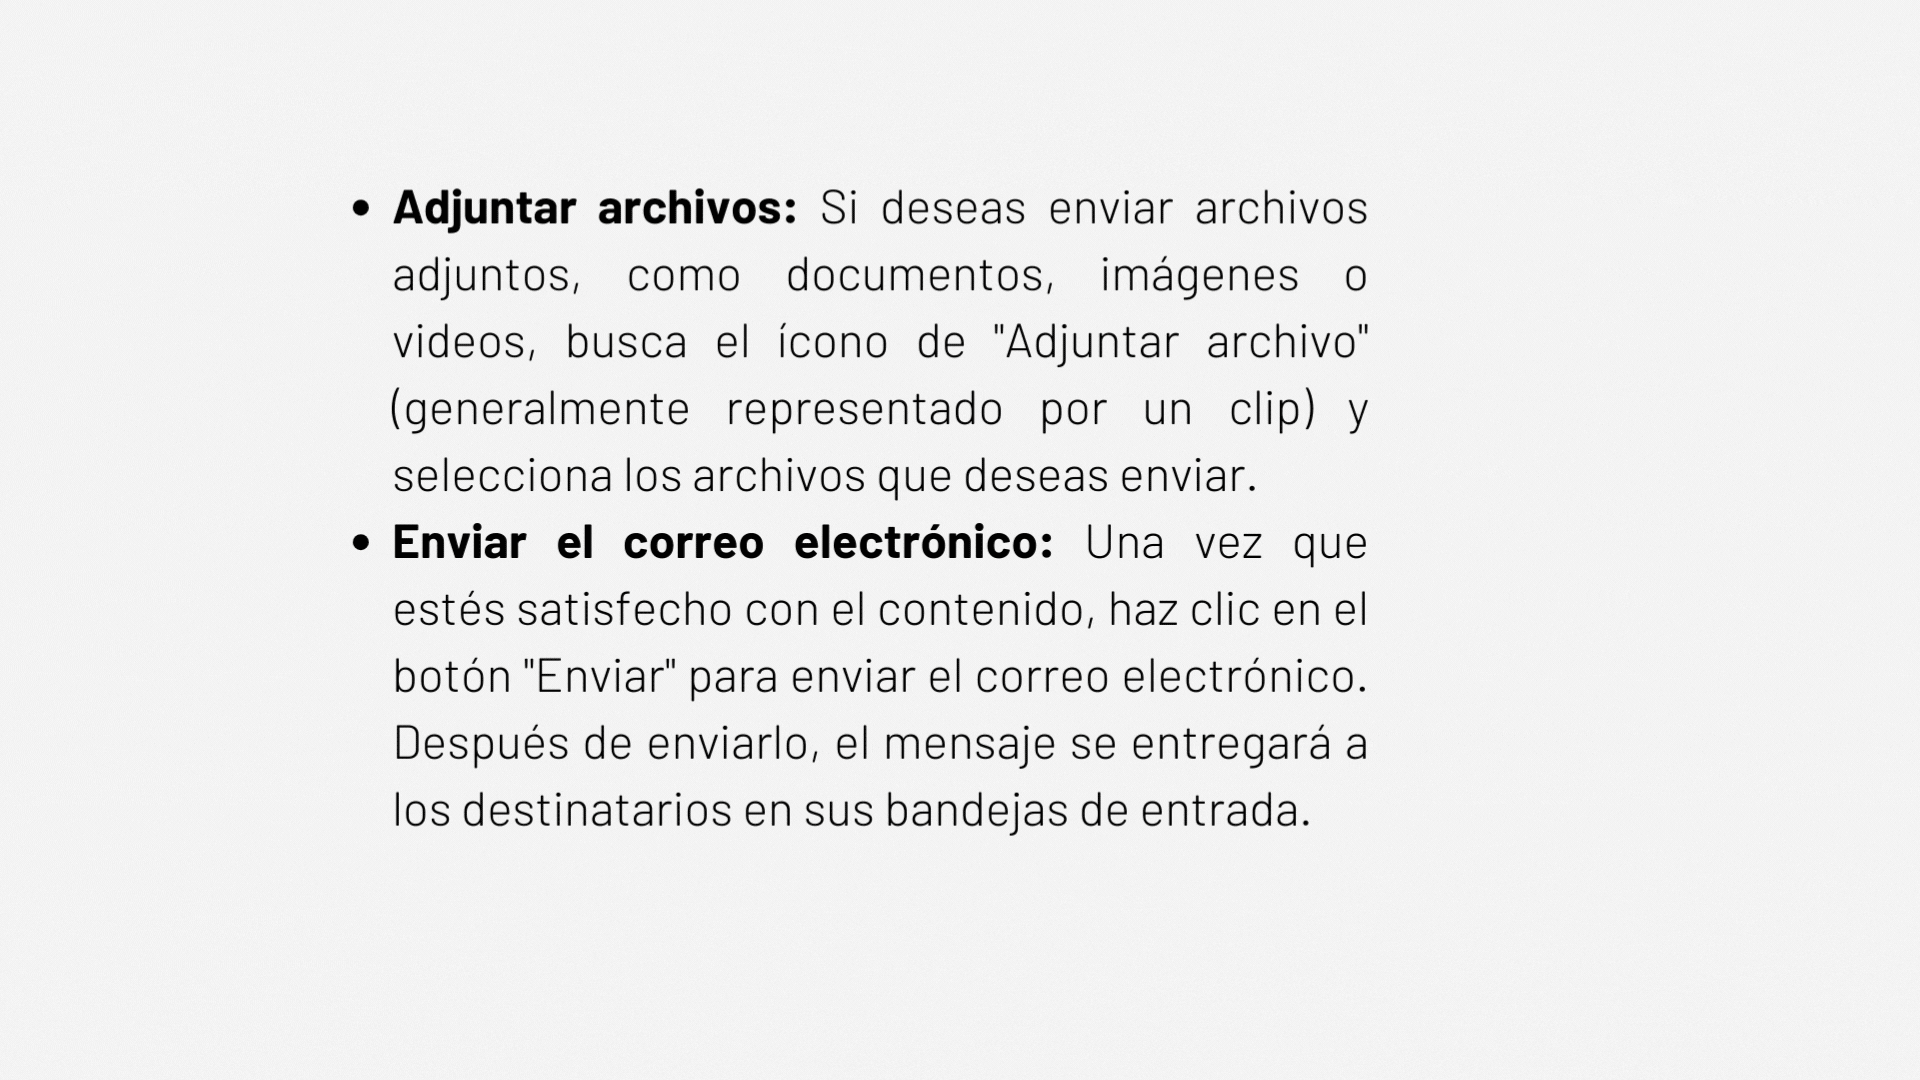 • Adjuntar archivos: Si deseas enviar archivos
adjuntos, como documentos, imágenes o
videos, busca el ícono de "Adjuntar archivo"
(generalmente representado por un clip) y
selecciona los archivos que deseas enviar.
• Enviar el correo electrónico: Una vez que
estés satisfecho con el contenido, haz clic en el
botón "Enviar" para enviar el correo electrónico.
Después de enviarlo, el mensaje se entregará a
los destinatarios en sus bandejas de entrada.